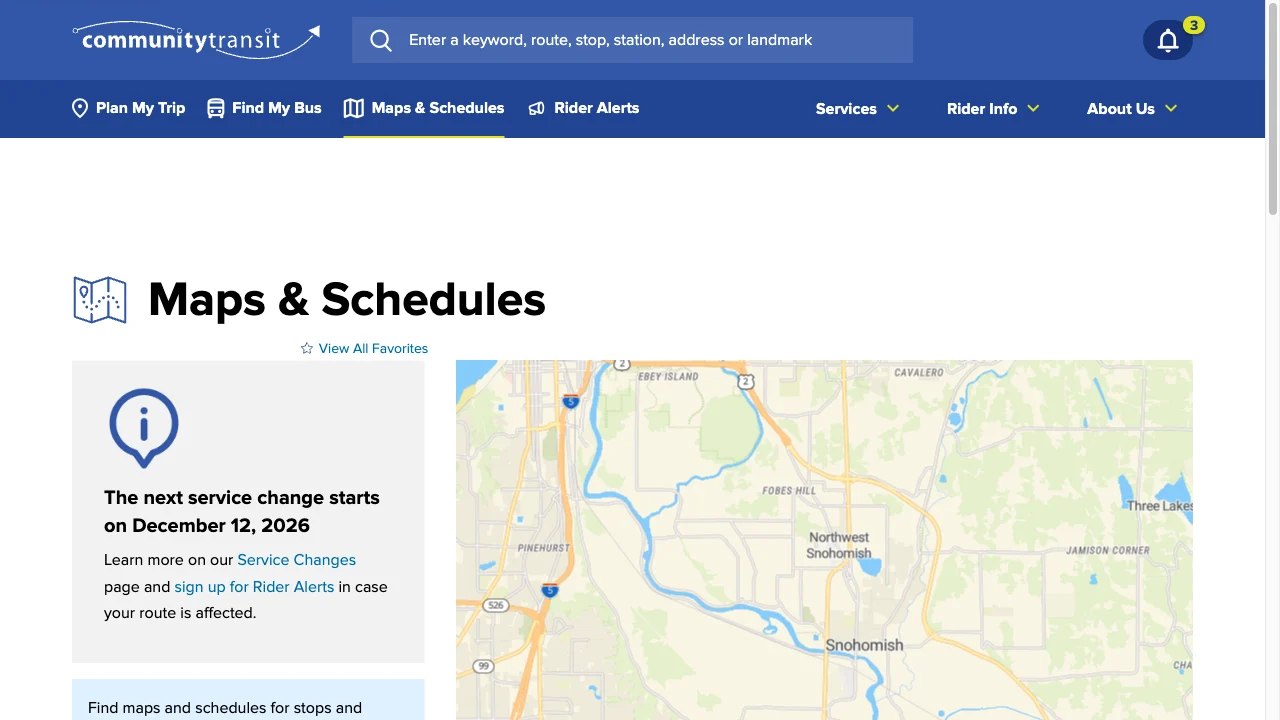 communitytransit
Enter a keyword, route, stop, station, address or landmark
3
Plan My Trip
Find My Bus
Maps & Schedules
Rider Alerts
Services
Rider Info
About Us
Maps & Schedules
View All Favorites
The next service change starts
on December 12, 2026
Learn more on our Service Changes
page and sign up for Rider Alerts in case
your route is affected.
Find maps and schedules for stops and
2
EBEY ISLAND
2
CAVALERO
5
FOBES HILL
Three Lakes
PINEHURST
Northwest
Snohomish
JAMISON CORNER
5
526
Snohomish
99
CHA